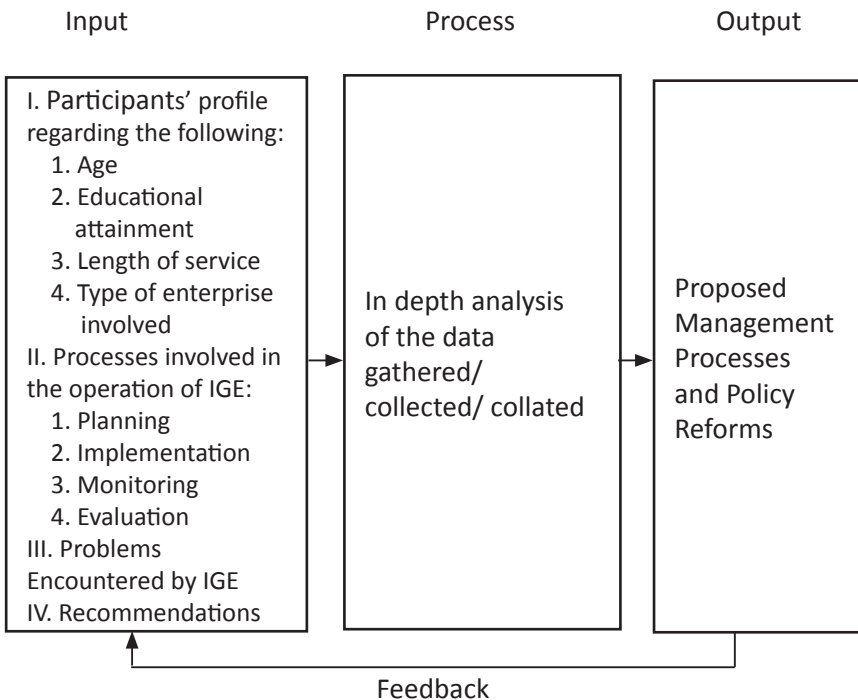 Input
Process
Output
I. Participants’ profile
regarding the following:
1. Age
2. Educational
attainment
3. Length of service
4. Type of enterprise
involved
II. Processes involved in
the operation of IGE:
1. Planning
2. Implementation
3. Monitoring
4. Evaluation
III. Problems
Encountered by IGE
IV. Recommendations
In depth analysis
of the data
gathered/
collected/ collated
Proposed
Management
Processes
and Policy
Reforms
Feedback